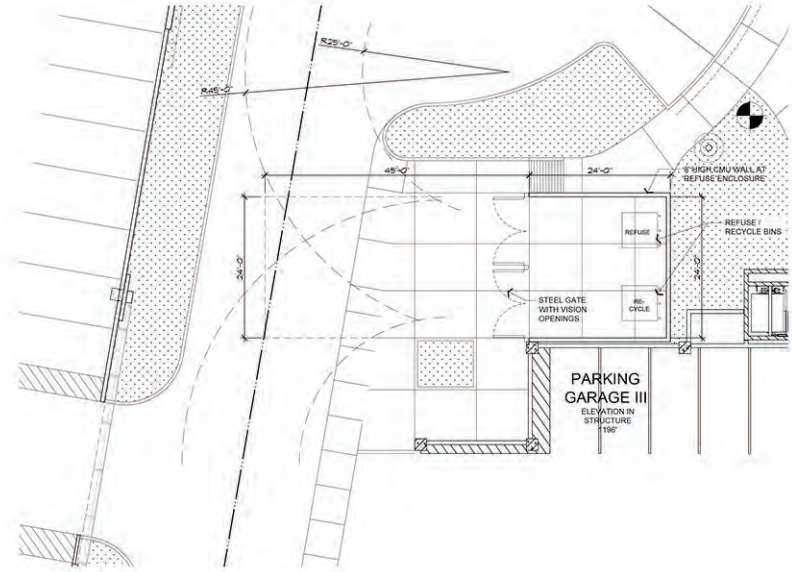 R25'-0"
R45'-0"
45'-0"
24'-0"
6' HIGH CMU WALL AT
REFUSE ENCLOSURE
24'-0"
REFUSE
REFUSE /
RECYCLE BINS
24'-0"
STEEL GATE
WITH VISION
OPENINGS
RE-
CYCLE
PARKING
GARAGE III
ELEVATION IN
STRUCTURE
196'